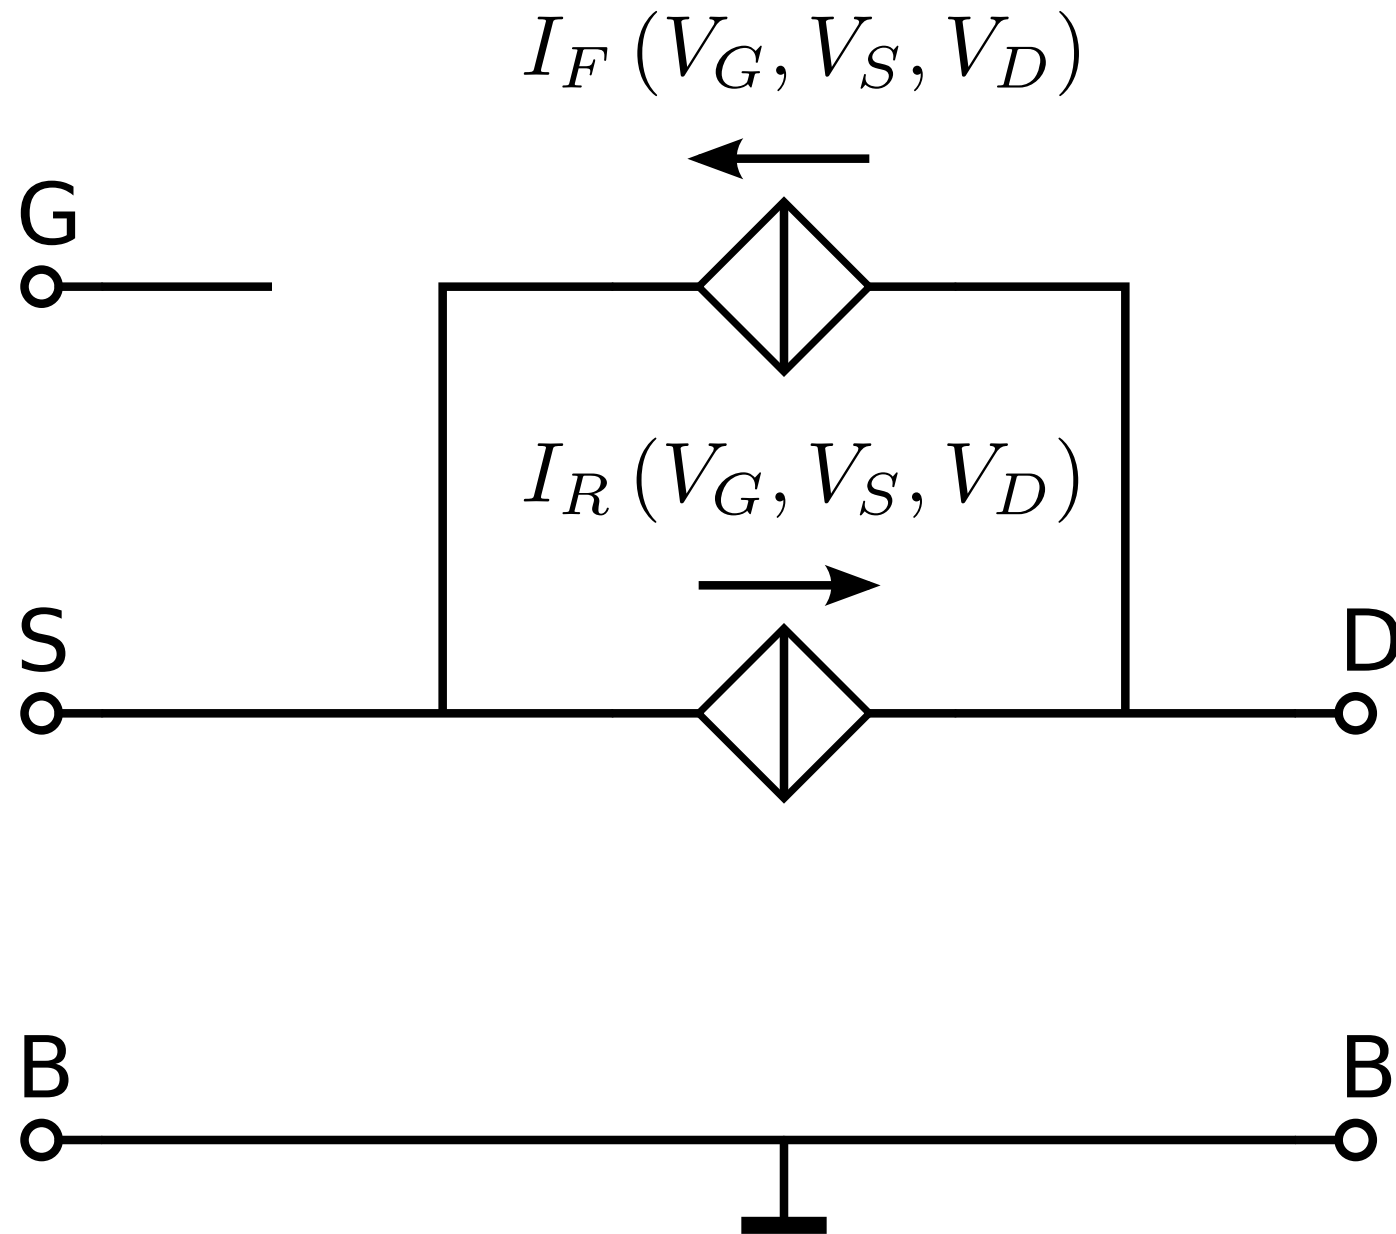 I_F (V_G, V_S, V_D)
G
I_R (V_G, V_S, V_D)
S
D
B
B